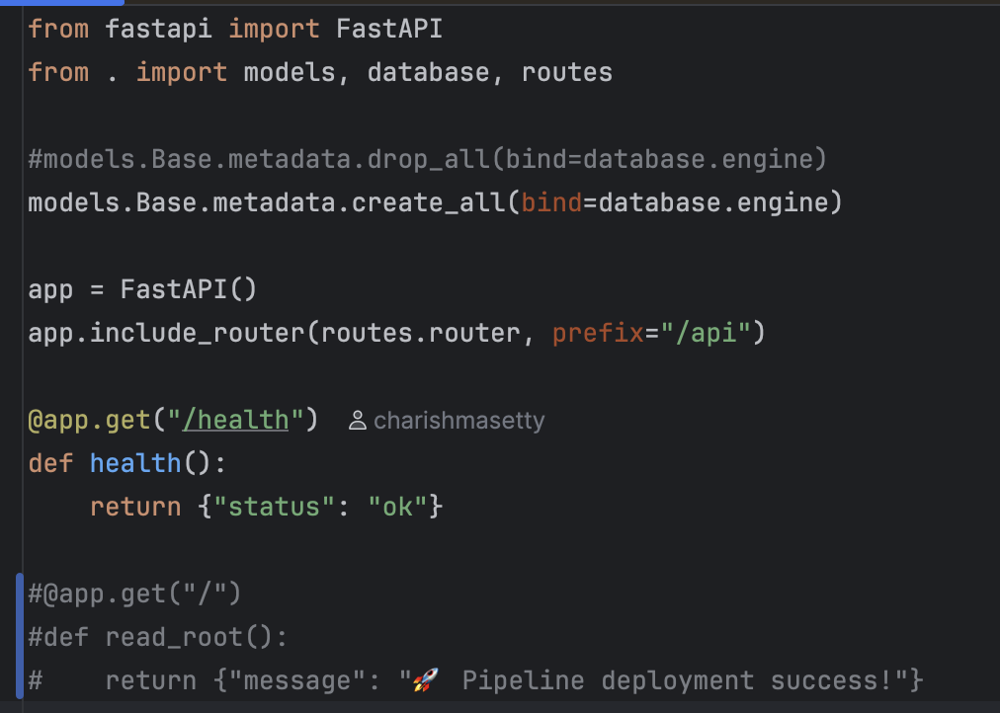 from fastapi import FastAPI
from . import models, database, routes
#models.Base.metadata.drop_all(bind=database.engine)
models.Base.metadata.create_all(bind=database.engine)
app = FastAPI()
app.include_router(routes.router, prefix="/api")
@app.get("/health") charishmasetty
def health():
    return {"status": "ok"}
#@app.get("/")
#def read_root():
#    return {"message": "🚀 Pipeline deployment success!"}